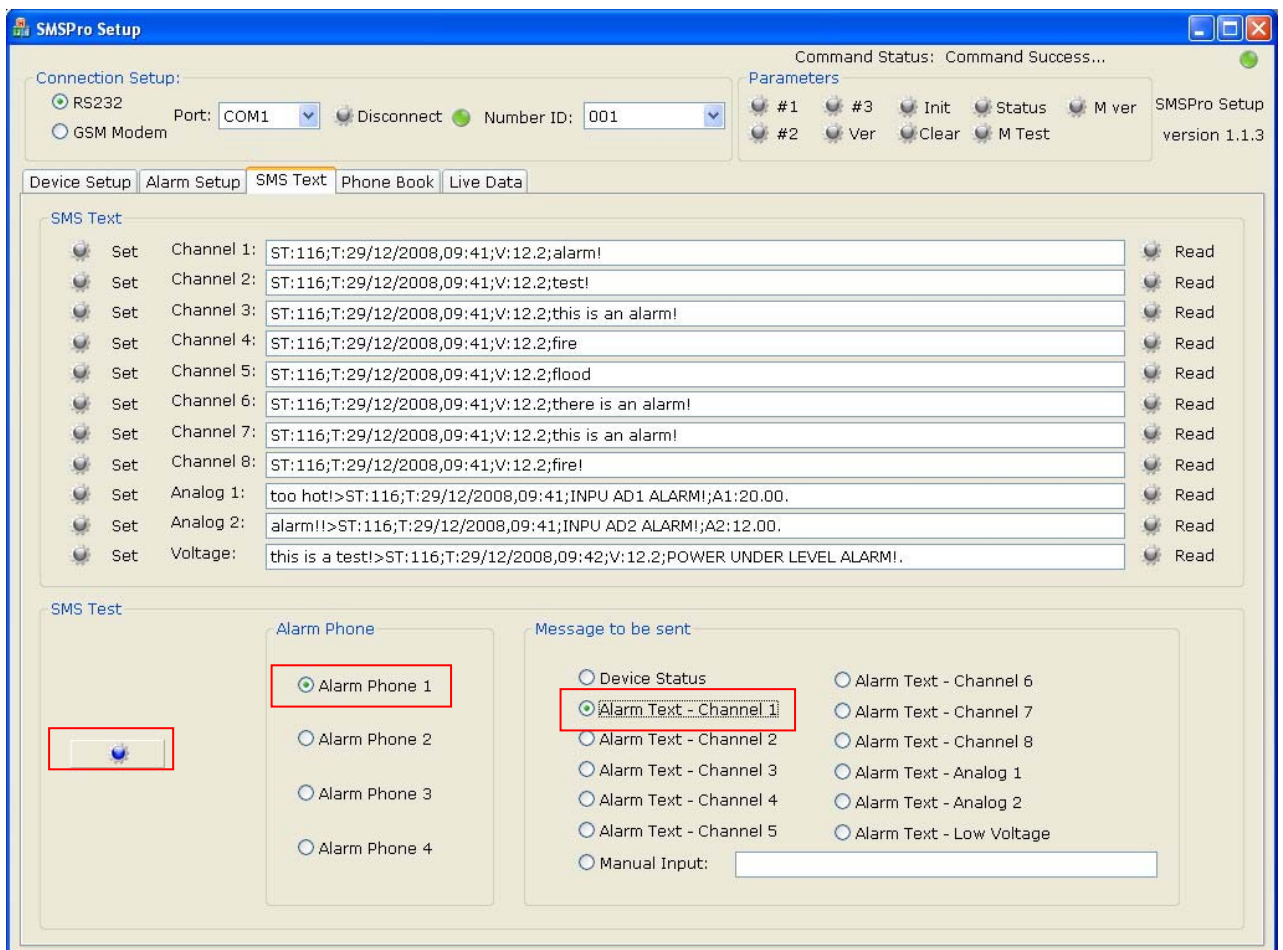 SMSPro Setup
Command Status: Command Success...
Connection Setup:
RS232
GSM Modem
Port: COM1 Disconnect Number ID: 001
Parameters
#1 #3 Init Status M ver
#2 Ver Clear M Test
SMSPro Setup
version 1.1.3
Device Setup Alarm Setup SMS Text Phone Book Live Data
SMS Text
Set Channel 1: ST:116;T:29/12/2008,09:41;V:12.2;alarm! Read
Set Channel 2: ST:116;T:29/12/2008,09:41;V:12.2;test! Read
Set Channel 3: ST:116;T:29/12/2008,09:41;V:12.2;this is an alarm! Read
Set Channel 4: ST:116;T:29/12/2008,09:41;V:12.2;fire Read
Set Channel 5: ST:116;T:29/12/2008,09:41;V:12.2;flood Read
Set Channel 6: ST:116;T:29/12/2008,09:41;V:12.2;there is an alarm! Read
Set Channel 7: ST:116;T:29/12/2008,09:41;V:12.2;this is an alarm! Read
Set Channel 8: ST:116;T:29/12/2008,09:41;V:12.2;fire! Read
Set Analog 1: too hot!>ST:116;T:29/12/2008,09:41;INPU AD1 ALARM!;A1:20.00. Read
Set Analog 2: alarm!!>ST:116;T:29/12/2008,09:41;INPU AD2 ALARM!;A2:12.00. Read
Set Voltage: this is a test!>ST:116;T:29/12/2008,09:42;V:12.2;POWER UNDER LEVEL ALARM!. Read
SMS Test
Alarm Phone
Alarm Phone 1
Alarm Phone 2
Alarm Phone 3
Alarm Phone 4
Message to be sent
Device Status
Alarm Text - Channel 1
Alarm Text - Channel 2
Alarm Text - Channel 3
Alarm Text - Channel 4
Alarm Text - Channel 5
Manual Input:
Alarm Text - Channel 6
Alarm Text - Channel 7
Alarm Text - Channel 8
Alarm Text - Analog 1
Alarm Text - Analog 2
Alarm Text - Low Voltage